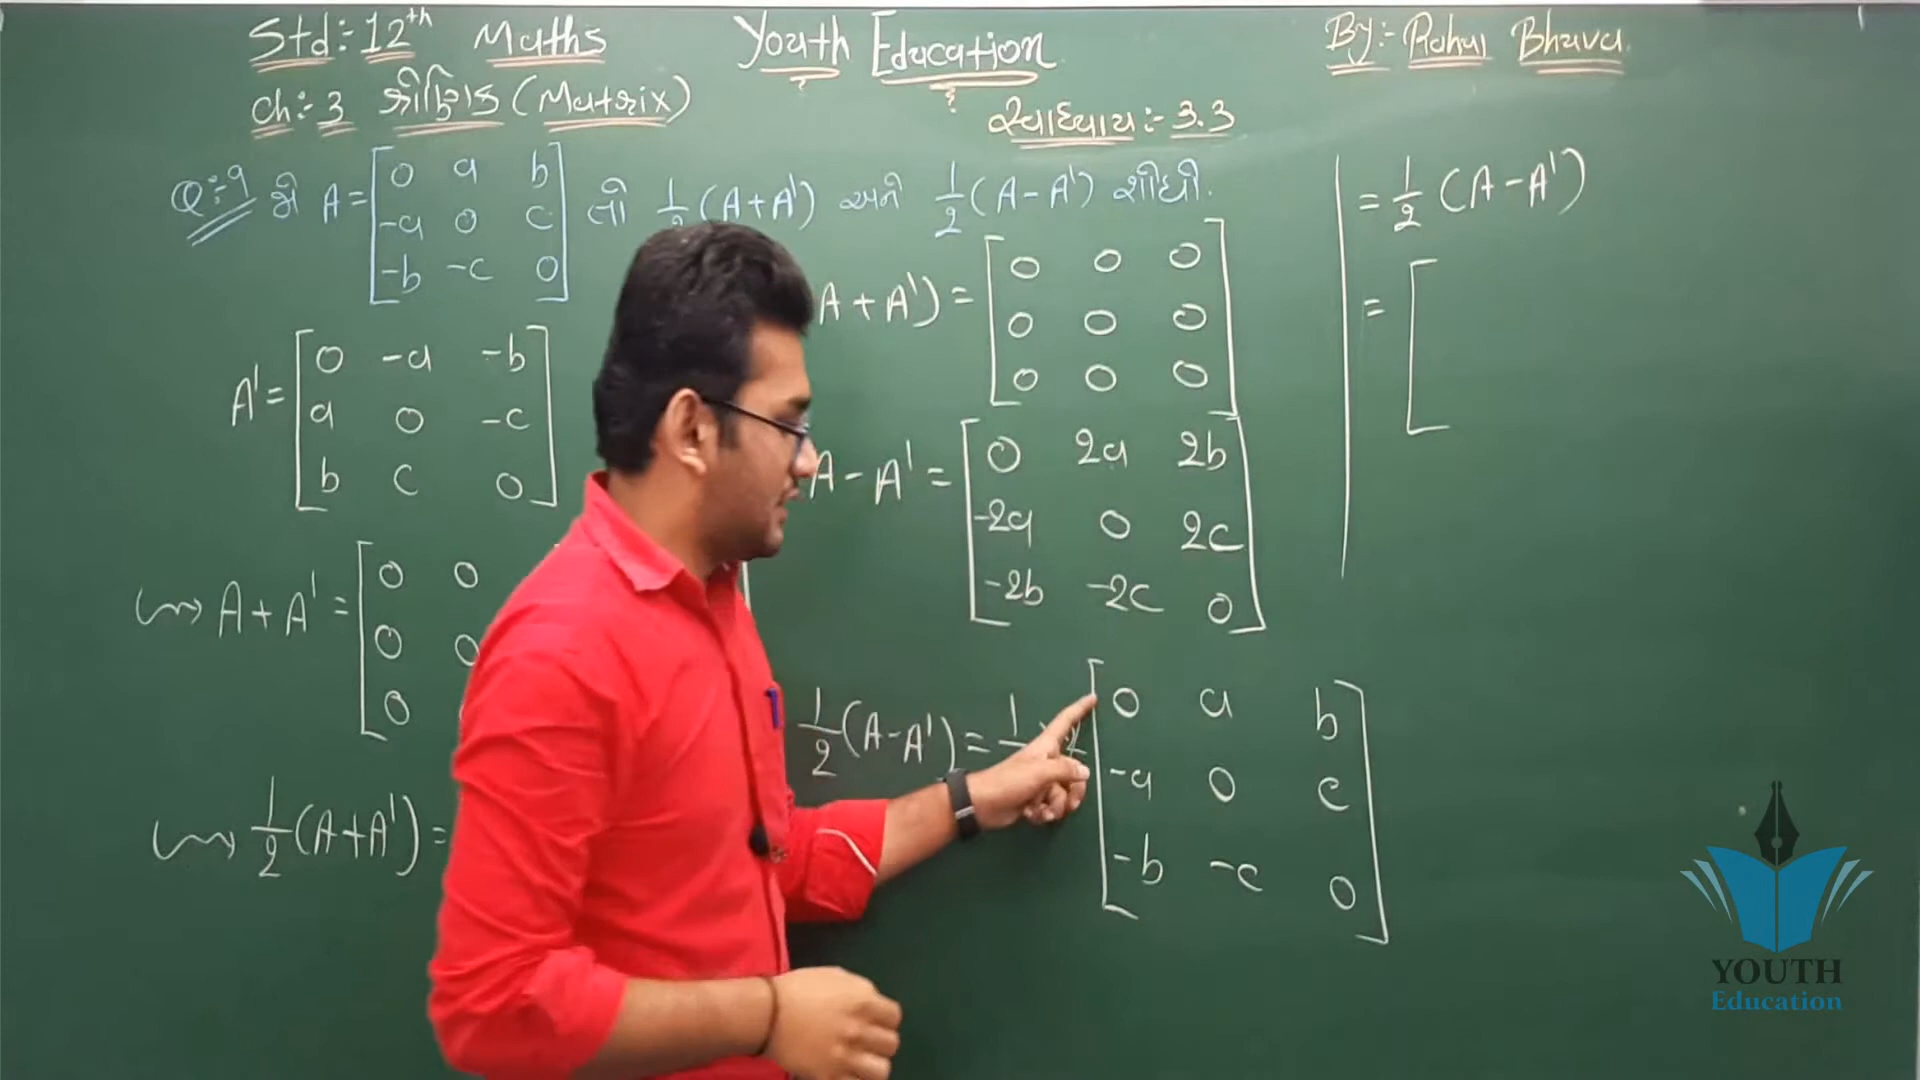 Std:- 12th Maths
Youth Education
By:- Rahul Bhuva.
Ch:- 3 શ્રેણિક (Matrix)
સ્વાધ્યાય:- 3.3
Q:-9 જો A = [ 0 a b
-a 0 c
-b -c 0 ] તો 1/2 (A+A') અને 1/2 (A-A') શોધો.
A' = [ 0 -a -b
a 0 -c
b c 0 ]
A + A' = [ 0 0
0 0
0
1/2 (A+A') =
A + A') = [ 0 0 0
0 0 0
0 0 0 ]
A - A' = [ 0 2a 2b
-2a 0 2c
-2b -2c 0 ]
1/2 (A-A') = 1 [ 0 a b
-a 0 c
-b -c 0 ]
= 1/2 (A-A')
= [
YOUTH
Education